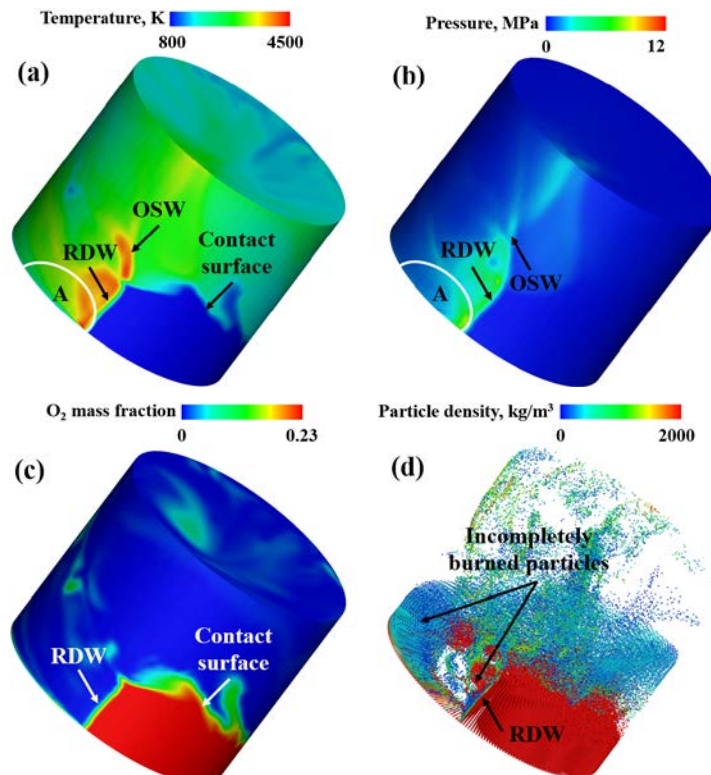 Temperature, K
800 4500
(a)
OSW
RDW
Contact
surface
A
Pressure, MPa
0 12
(b)
RDW
A
OSW
O₂ mass fraction
0 0.23
(c)
RDW
Contact
surface
Particle density, kg/m³
0 2000
(d)
Incompletely
burned particles
RDW